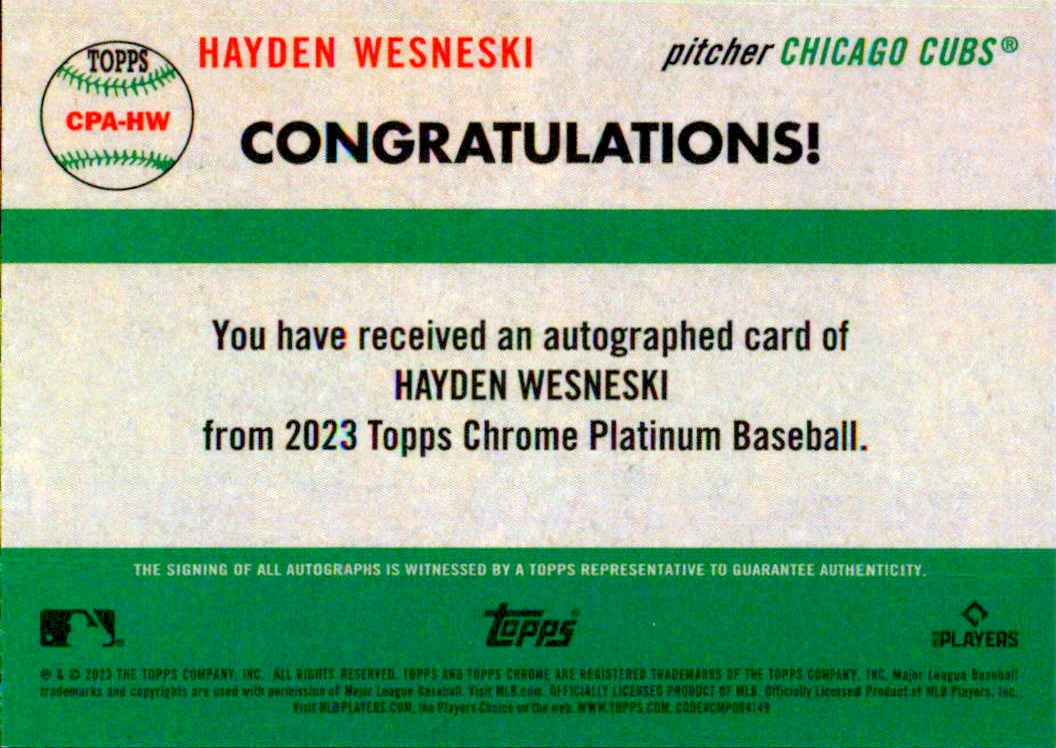 TOPPS
CPA-HW
HAYDEN WESNESKI
pitcher CHICAGO CUBS®
CONGRATULATIONS!
You have received an autographed card of
HAYDEN WESNESKI
from 2023 Topps Chrome Platinum Baseball.
THE SIGNING OF ALL AUTOGRAPHS IS WITNESSED BY A TOPPS REPRESENTATIVE TO GUARANTEE AUTHENTICITY.
topps®
PLAYERS
® & © 2023 THE TOPPS COMPANY, INC. ALL RIGHTS RESERVED. TOPPS AND TOPPS CHROME ARE REGISTERED TRADEMARKS OF THE TOPPS COMPANY, INC. Major League Baseball
trademarks and copyrights are used with permission of Major League Baseball. Visit MLB.com. OFFICIALLY LICENSED PRODUCT OF MLB. Officially Licensed Product of MLB Players, Inc.
Visit MLBPLAYERS.COM, the Players Choice on the web. WWW.TOPPS.COM.